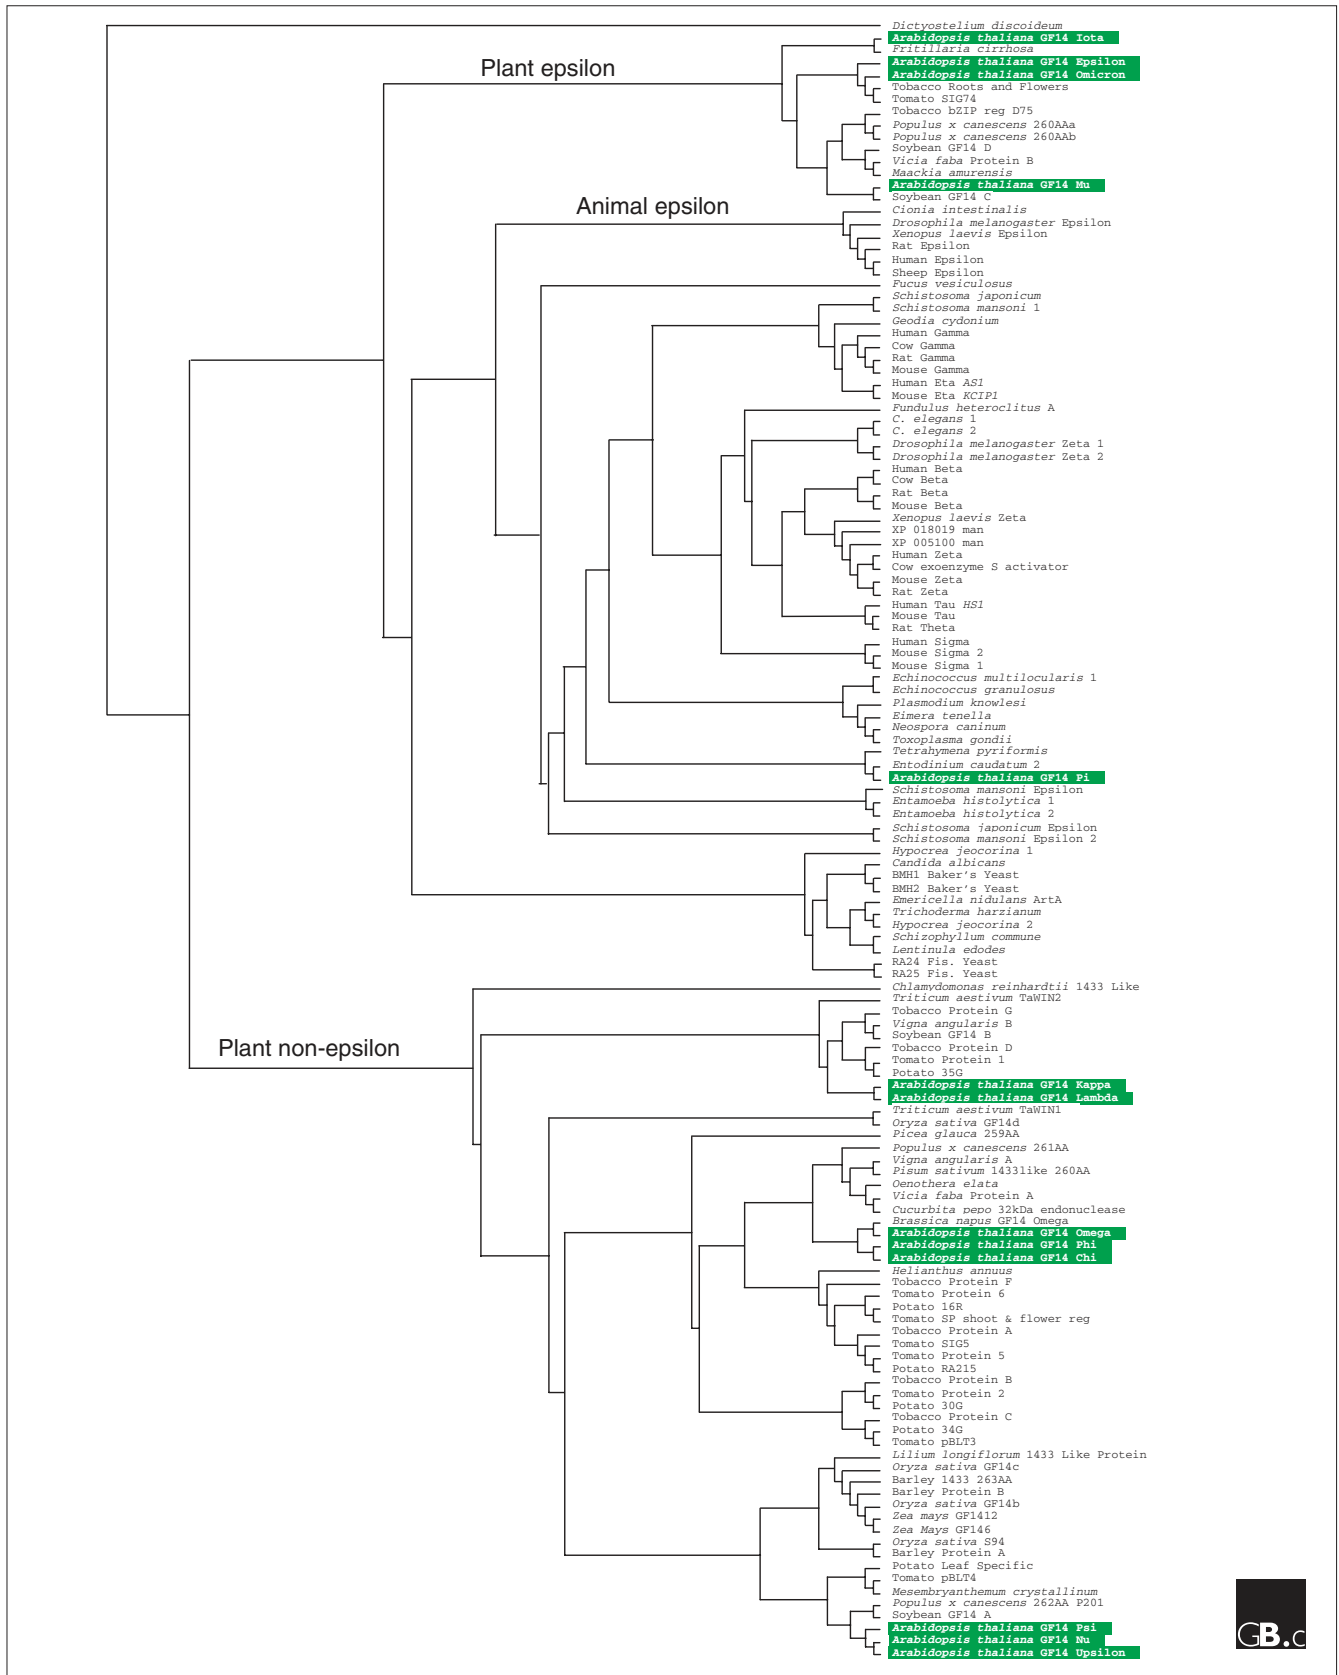 Dictyostelium discoideum
Arabidopsis thaliana GF14 Iota
Fritillaria cirrhosa
Arabidopsis thaliana GF14 Epsilon
Plant epsilon
Arabidopsis thaliana GF14 Omicron
Tobacco Roots and Flowers
Tomato SIG74
Tobacco bZIP reg D75
Populus x canescens 260AAa
Populus x canescens 260AAb
Soybean GF14 D
Vicia faba Protein B
Maackia amurensis
Arabidopsis thaliana GF14 Mu
Soybean GF14 C
Animal epsilon
Cionia intestinalis
Drosophila melanogaster Epsilon
Xenopus laevis Epsilon
Rat Epsilon
Human Epsilon
Sheep Epsilon
Fucus vesiculosus
Schistosoma japonicum
Schistosoma mansoni 1
Geodia cydonium
Human Gamma
Cow Gamma
Rat Gamma
Mouse Gamma
Human Eta AS1
Mouse Eta KCIP1
Fundulus heteroclitus A
C. elegans 1
C. elegans 2
Drosophila melanogaster Zeta 1
Drosophila melanogaster Zeta 2
Human Beta
Cow Beta
Rat Beta
Mouse Beta
Xenopus laevis Zeta
XP 018019 man
XP 005100 man
Human Zeta
Cow exoenzyme S activator
Mouse Zeta
Rat Zeta
Human Tau HS1
Mouse Tau
Rat Theta
Human Sigma
Mouse Sigma 2
Mouse Sigma 1
Echinococcus multilocularis 1
Echinococcus granulosus
Plasmodium knowlesi
Eimera tenella
Neospora caninum
Toxoplasma gondii
Tetrahymena pyriformis
Entodinium caudatum 2
Arabidopsis thaliana GF14 Pi
Schistosoma mansoni Epsilon
Entamoeba histolytica 1
Entamoeba histolytica 2
Schistosoma japonicum Epsilon
Schistosoma mansoni Epsilon 2
Hypocrea jeocorina 1
Candida albicans
BMH1 Baker's Yeast
BMH2 Baker's Yeast
Emericella nidulans ArtA
Trichoderma harzianum
Hypocrea jeocorina 2
Schizophyllum commune
Lentinula edodes
RA24 Fis. Yeast
RA25 Fis. Yeast
Chlamydomonas reinhardtii 1433 Like
Triticum aestivum TaWIN2
Tobacco Protein G
Vigna angularis B
Soybean GF14 B
Plant non-epsilon
Tobacco Protein D
Tomato Protein 1
Potato 35G
Arabidopsis thaliana GF14 Kappa
Arabidopsis thaliana GF14 Lambda
Triticum aestivum TaWIN1
Oryza sativa GF14d
Picea glauca 259AA
Populus x canescens 261AA
Vigna angularis A
Pisum sativum 1433like 260AA
Oenothera elata
Vicia faba Protein A
Cucurbita pepo 32kDa endonuclease
Brassica napus GF14 Omega
Arabidopsis thaliana GF14 Omega
Arabidopsis thaliana GF14 Phi
Arabidopsis thaliana GF14 Chi
Helianthus annuus
Tobacco Protein F
Tomato Protein 6
Potato 16R
Tomato SP shoot & flower reg
Tobacco Protein A
Tomato SIG5
Tomato Protein 5
Potato RA215
Tobacco Protein B
Tomato Protein 2
Potato 30G
Tobacco Protein C
Potato 34G
Tomato pBLT3
Lilium longiflorum 1433 Like Protein
Oryza sativa GF14c
Barley 1433 263AA
Barley Protein B
Oryza sativa GF14b
Zea mays GF1412
Zea Mays GF146
Oryza sativa S94
Barley Protein A
Potato Leaf Specific
Tomato pBLT4
Mesembryanthemum crystallinum
Populus x canescens 262AA P201
Soybean GF14 A
Arabidopsis thaliana GF14 Psi
Arabidopsis thaliana GF14 Nu
Arabidopsis thaliana GF14 Upsilon
GB.c